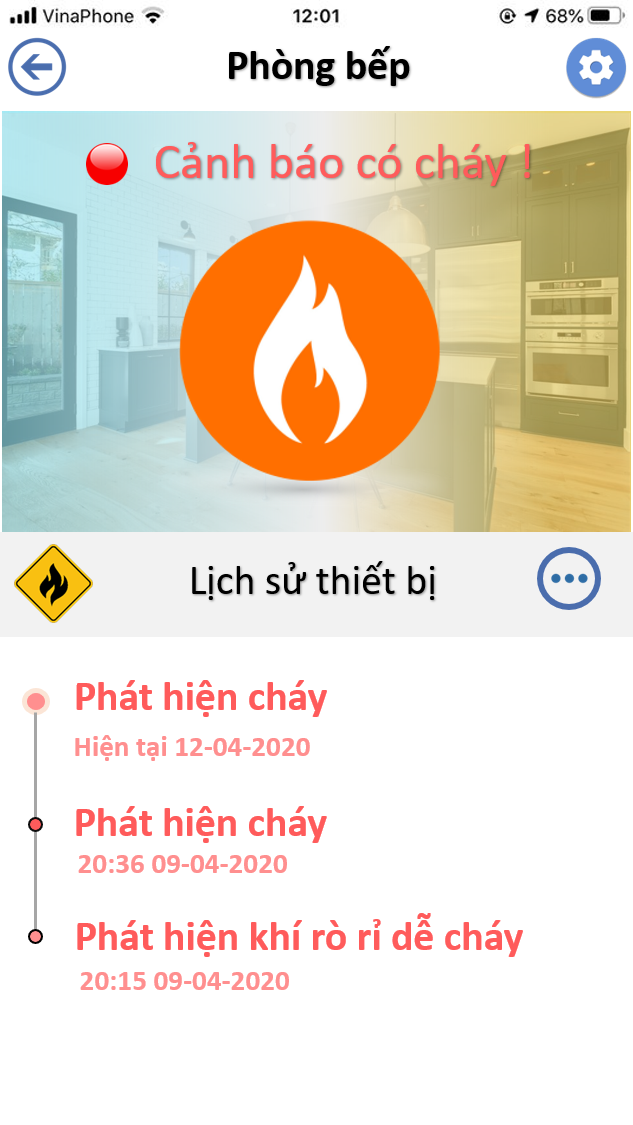 VinaPhone 12:01 68%
Phòng bếp
Cảnh báo có cháy !
Lịch sử thiết bị
Phát hiện cháy
Hiện tại 12-04-2020
Phát hiện cháy
20:36 09-04-2020
Phát hiện khí rò rỉ dễ cháy
20:15 09-04-2020